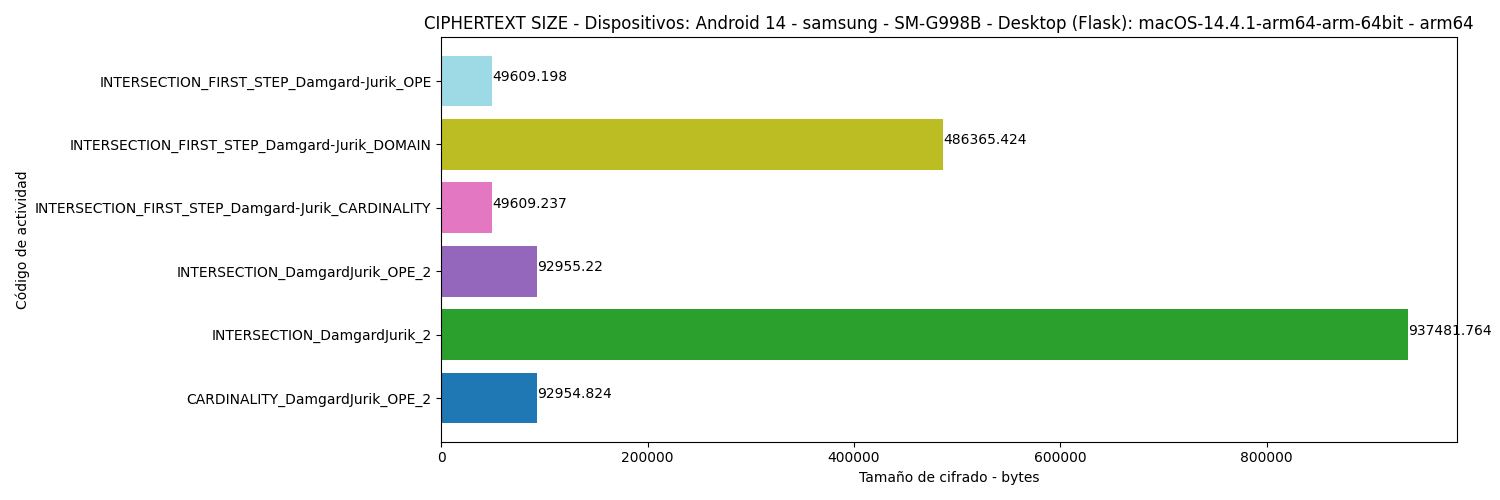 CIPHERTEXT SIZE - Dispositivos: Android 14 - samsung - SM-G998B - Desktop (Flask): macOS-14.4.1-arm64-arm-64bit - arm64
Código de actividad
INTERSECTION_FIRST_STEP_Damgard-Jurik_OPE
49609.198
INTERSECTION_FIRST_STEP_Damgard-Jurik_DOMAIN
486365.424
INTERSECTION_FIRST_STEP_Damgard-Jurik_CARDINALITY
49609.237
INTERSECTION_DamgardJurik_OPE_2
92955.22
INTERSECTION_DamgardJurik_2
937481.764
CARDINALITY_DamgardJurik_OPE_2
92954.824
0 200000 400000 600000 800000
Tamaño de cifrado - bytes